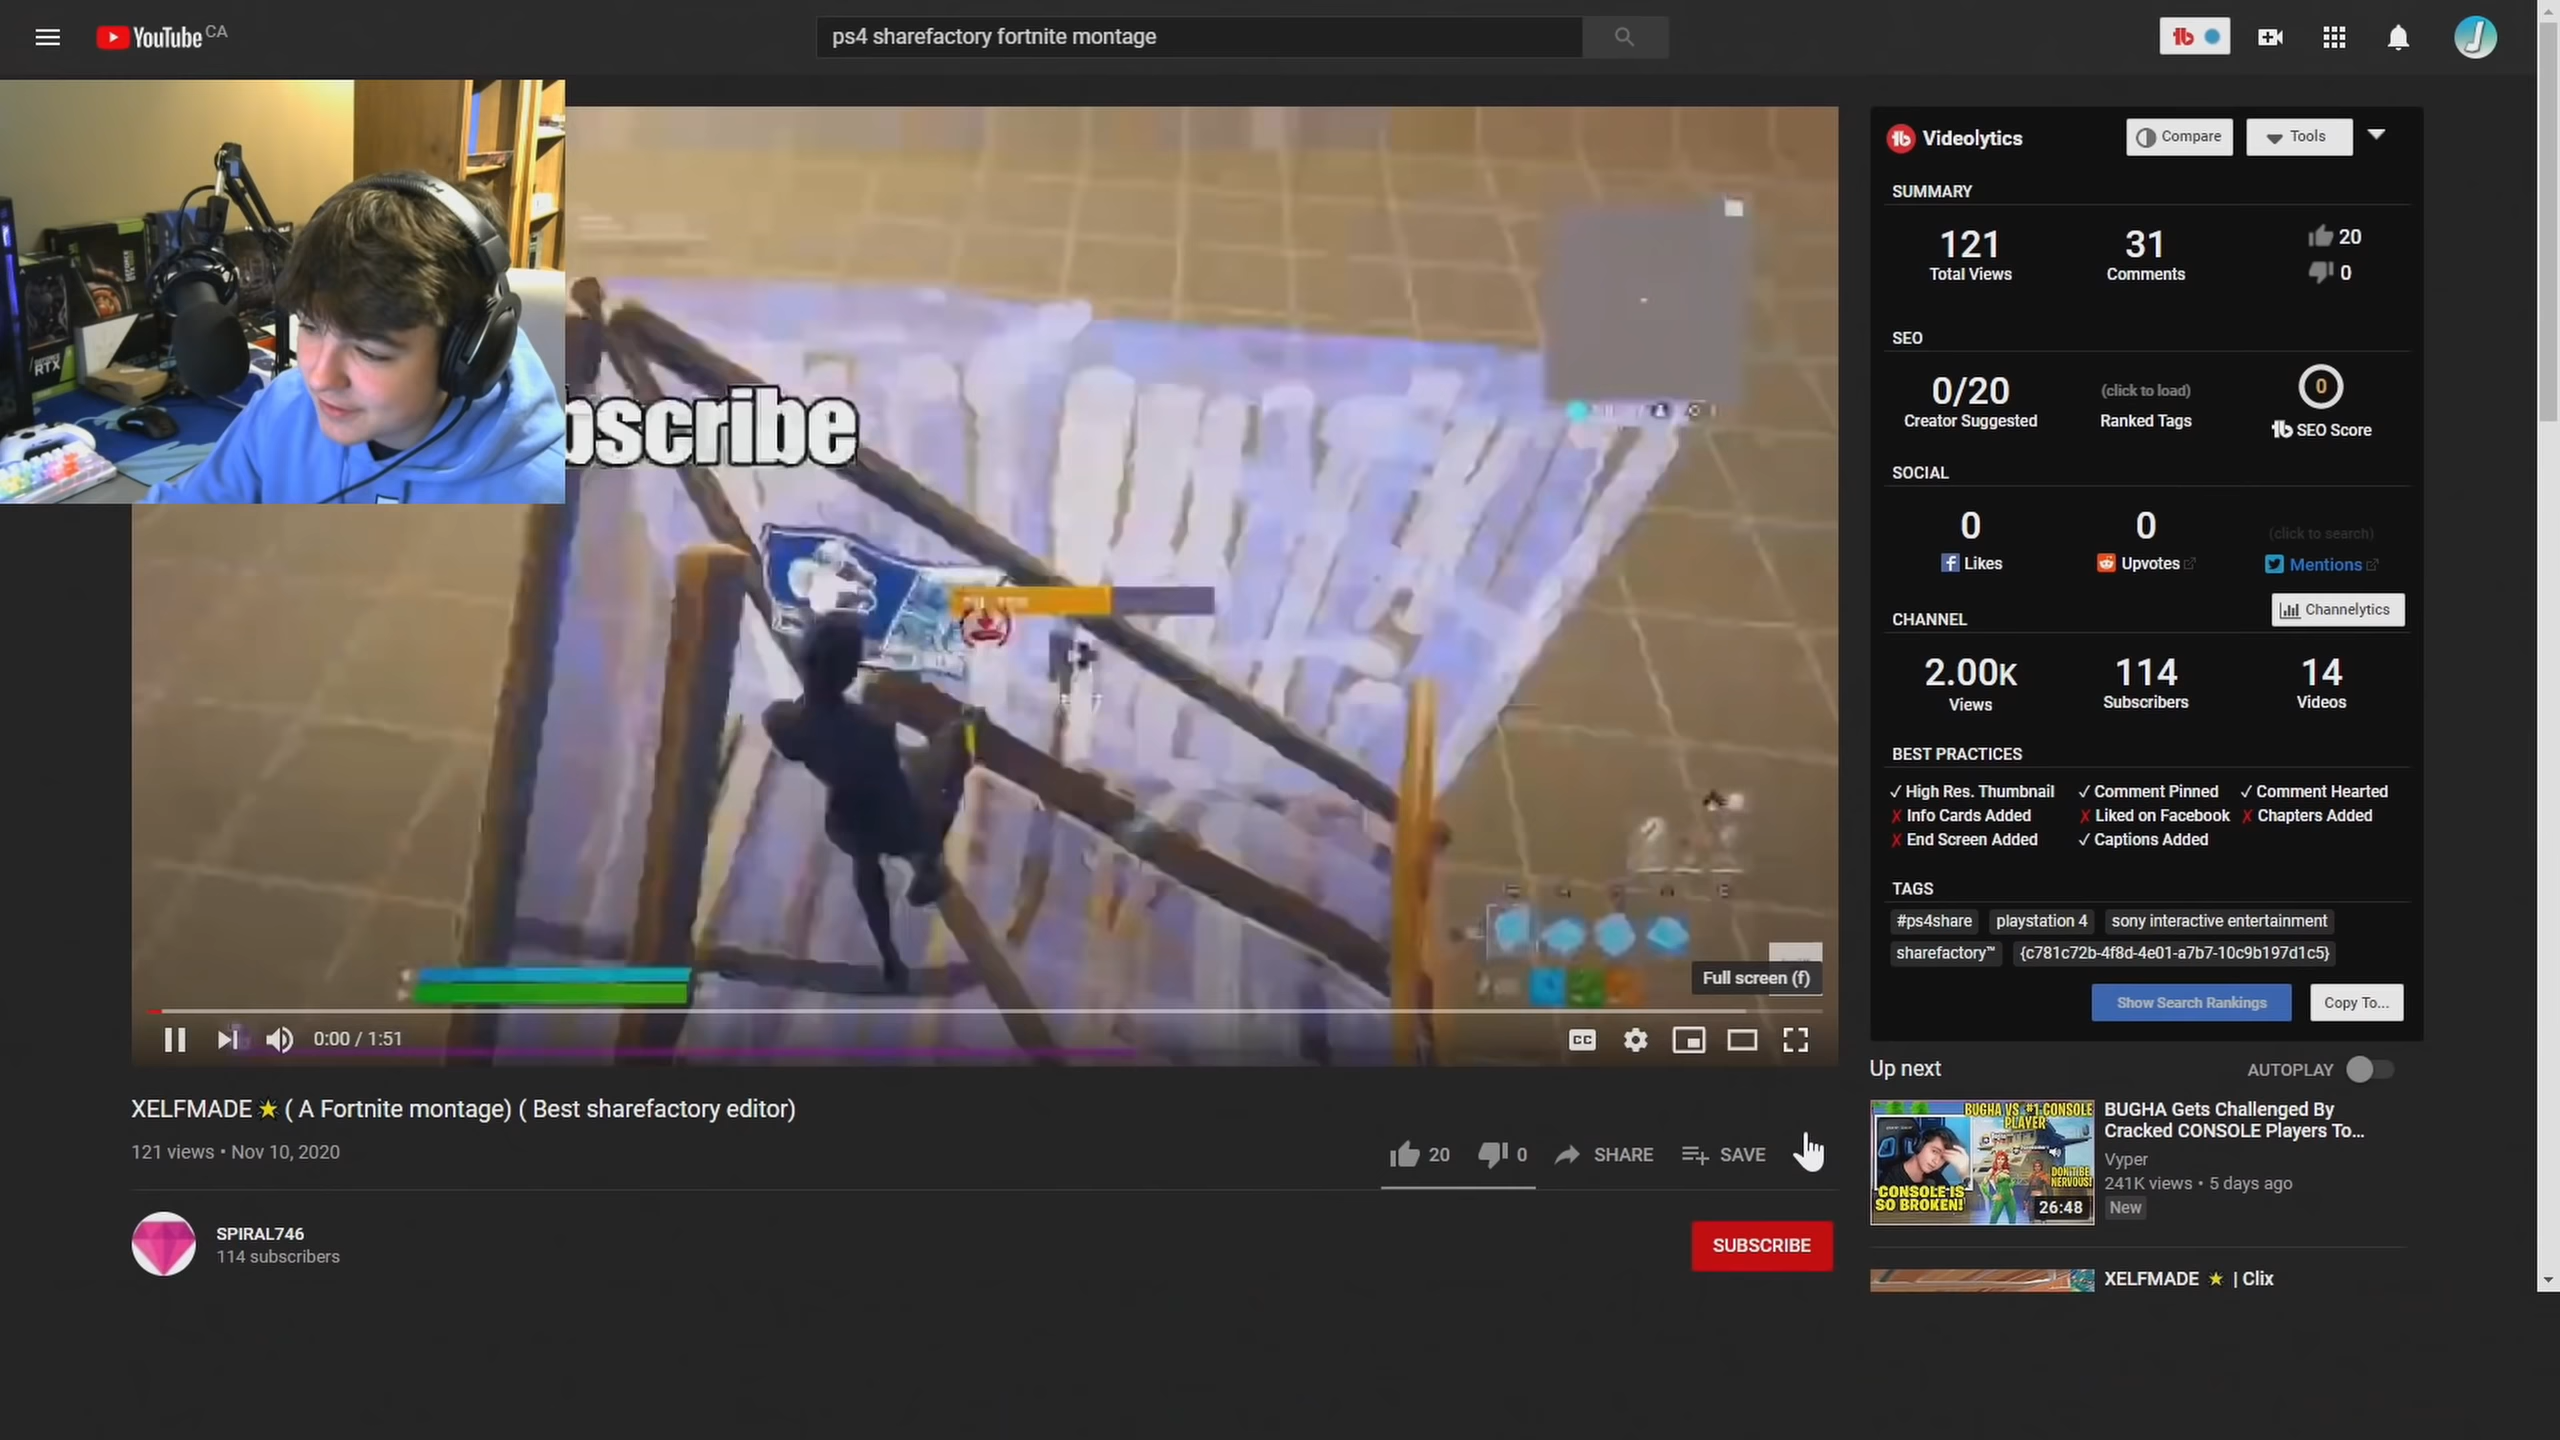 YouTube CA
ps4 sharefactory fortnite montage
GEFORCE RTX
bscribe
Full screen (f)
0:00 / 1:51
CC
XELFMADE ⭐ ( A Fortnite montage) ( Best sharefactory editor)
121 views • Nov 10, 2020
20
0
SHARE
SAVE
SPIRAL746
114 subscribers
SUBSCRIBE
Videolytics
Compare
Tools
SUMMARY
121
Total Views
31
Comments
20
0
SEO
0/20
Creator Suggested
(click to load)
Ranked Tags
0
SEO Score
SOCIAL
0
Likes
0
Upvotes
(click to search)
Mentions
CHANNEL
Channelytics
2.00K
Views
114
Subscribers
14
Videos
BEST PRACTICES
✓ High Res. Thumbnail ✓ Comment Pinned ✓ Comment Hearted
✗ Info Cards Added ✗ Liked on Facebook ✗ Chapters Added
✗ End Screen Added ✓ Captions Added
TAGS
#ps4share playstation 4 sony interactive entertainment
sharefactory™ {c781c72b-4f8d-4e01-a7b7-10c9b197d1c5}
Show Search Rankings
Copy To...
Up next
AUTOPLAY
BUGHA VS #1 CONSOLE
PLAYER
DON'T BE
NERVOUS!
CONSOLE IS
SO BROKEN!
26:48
BUGHA Gets Challenged By
Cracked CONSOLE Players To...
Vyper
241K views • 5 days ago
New
XELFMADE ⭐ | Clix